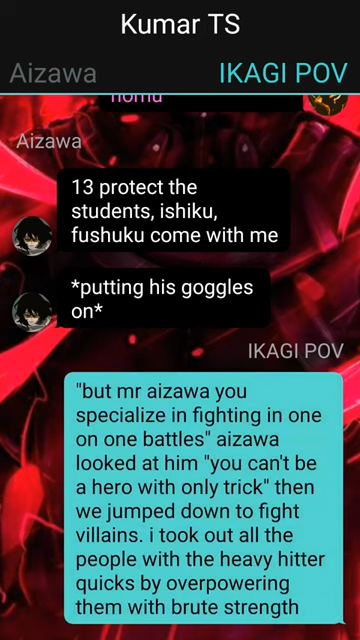 Kumar TS
Aizawa
IKAGI POV
nomu
Aizawa
13 protect the
students, ishiku,
fushuku come with me
*putting his goggles
on*
IKAGI POV
"but mr aizawa you
specialize in fighting in one
on one battles" aizawa
looked at him "you can't be
a hero with only trick" then
we jumped down to fight
villains. i took out all the
people with the heavy hitter
quicks by overpowering
them with brute strength